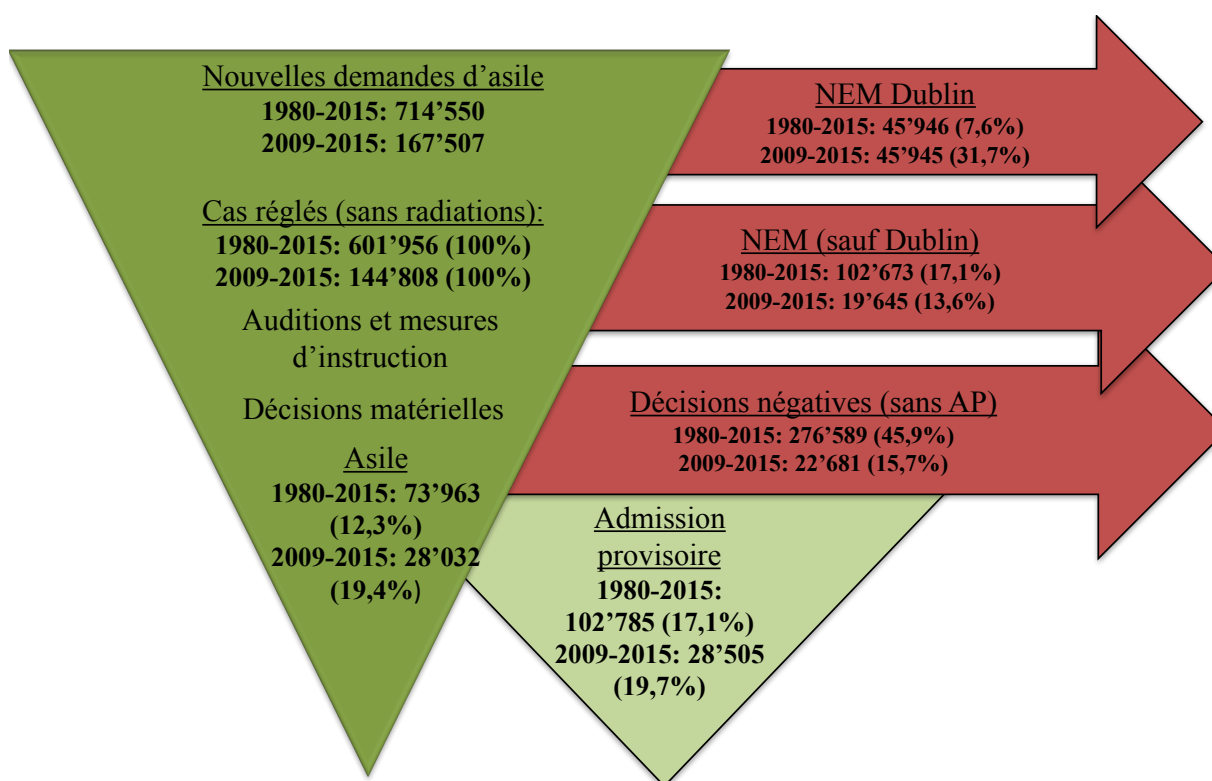 Nouvelles demandes d'asile
1980-2015: 714'550
2009-2015: 167'507
Cas réglés (sans radiations):
1980-2015: 601'956 (100%)
2009-2015: 144'808 (100%)
Auditions et mesures
d'instruction
Décisions matérielles
Asile
1980-2015: 73'963
(12,3%)
2009-2015: 28'032
(19,4%)
NEM Dublin
1980-2015: 45'946 (7,6%)
2009-2015: 45'945 (31,7%)
NEM (sauf Dublin)
1980-2015: 102'673 (17,1%)
2009-2015: 19'645 (13,6%)
Décisions négatives (sans AP)
1980-2015: 276'589 (45,9%)
2009-2015: 22'681 (15,7%)
Admission
provisoire
1980-2015:
102'785 (17,1%)
2009-2015: 28'505
(19,7%)